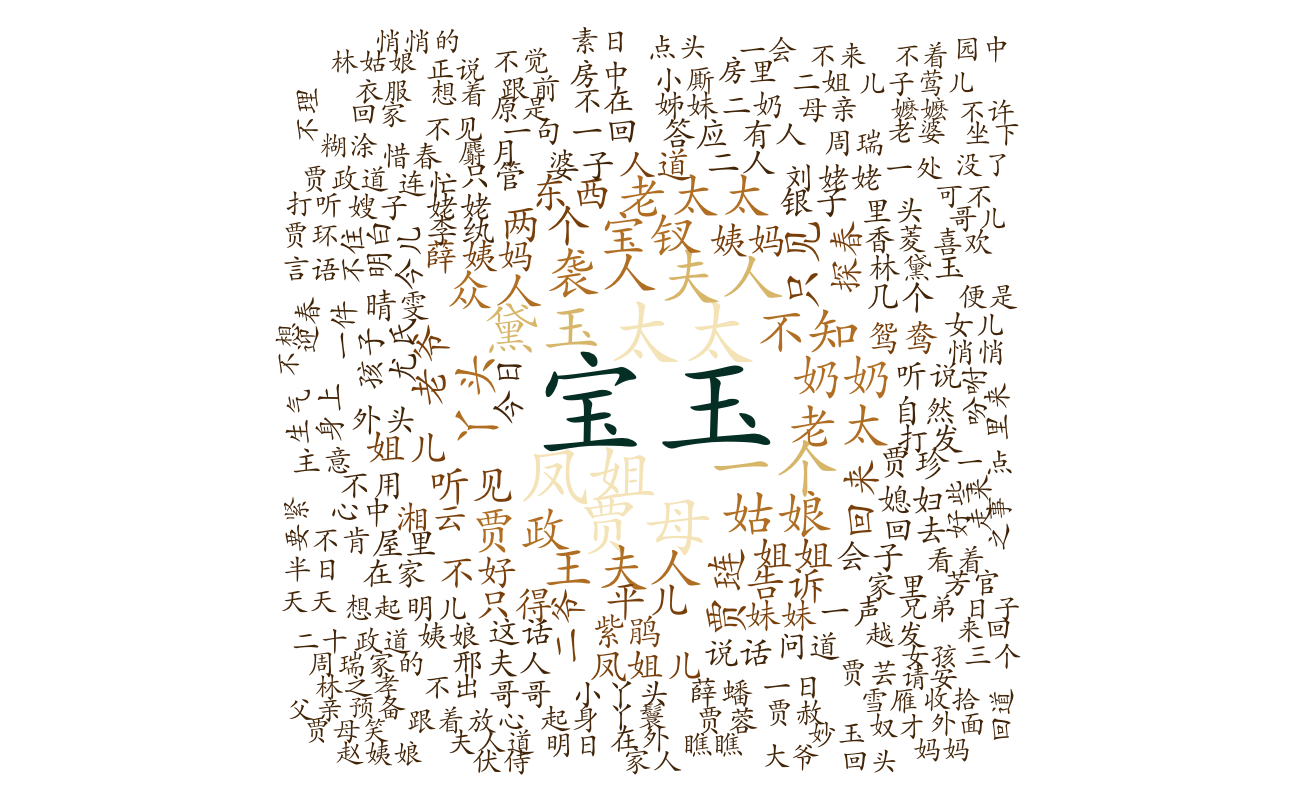 悄悄的
素日
林姑娘
正说
不觉
点头
一会
不来
不着
园中
衣服
想着
跟前
房中
小厮
房里
二姐
儿子
莺儿
不理
回家
原是
不在
姊妹
二奶
母亲
嬷嬷
不许
糊涂
不见
一句
一回
答应
有人
周瑞
老婆
坐下
惜春
麝月
婆子
人道
二人
刘姥姥
一处
没了
贾政道
连忙
只管
东西
老太太
银子
里头
可不
打听
嫂子
姥姥
两个
宝钗
姨妈
只见
探春
香菱
哥儿
贾环
不住
明白
今儿
李纨
薛姨妈
袭人
夫人
林黛玉
喜欢
言语
众人
几个
便是
不想
迎春
一件
晴雯
黛玉
太太
不知
鸳鸯
女儿
悄悄
孩子
尤氏
老爷
丫头
今日
宝玉
奶奶
听说
吩咐
生气
身上
外头
老太
自然
里来
主意
姐儿
凤姐
一个
打发
贾珍
一点
不用
听见
回来
媳妇
好些
要紧
心中
湘云
贾政
贾母
姑娘
回去
走来
之事
不肯
屋里
半日
在家
不好
王夫人
贾琏
姐姐
会子
看着
告诉
家里
芳官
天天
想起
明儿
只得
二爷
平儿
妹妹
一声
兄弟
日子
二十
政道
姨娘
这话
紫鹃
说话
问道
越发
来回
周瑞家的
邢夫人
凤姐儿
女孩
三个
贾芸
请安
林之孝
不出
哥哥
小丫头
薛蟠
一日
雪雁
收拾
回道
父亲
预备
跟着
放心
起身
丫鬟
贾蓉
贾赦
奴才
外面
贾母笑
夫人道
明日
在外
瞧瞧
妙玉
赵姨娘
伏侍
家人
大爷
回头
妈妈